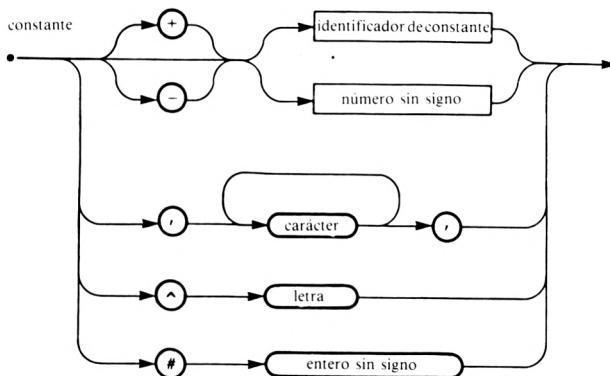 constante
+
identificador de constante
−
número sin signo
'
carácter
'
^
letra
#
entero sin signo